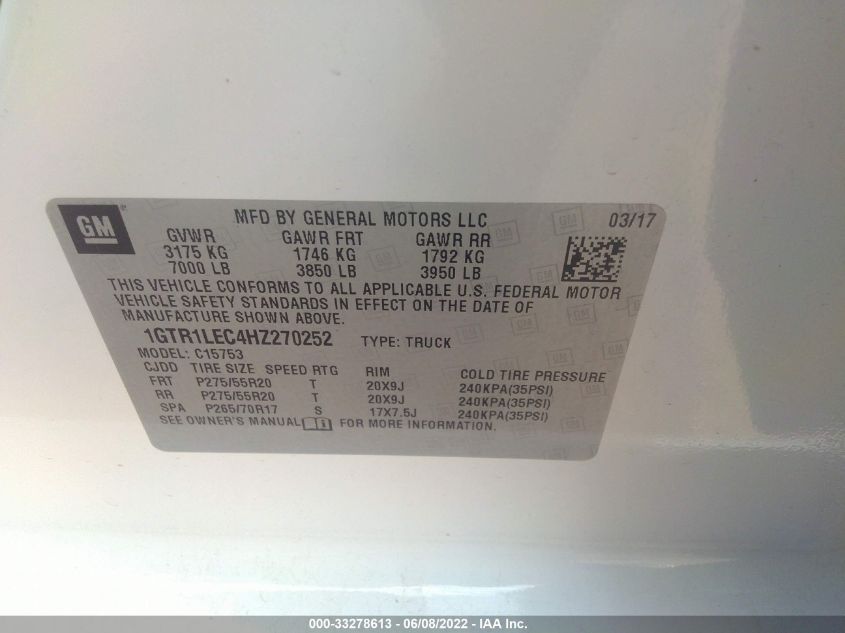 GM
MFD BY GENERAL MOTORS LLC 03/17
GVWR GAWR FRT GAWR RR
3175 KG 1746 KG 1792 KG
7000 LB 3850 LB 3950 LB
THIS VEHICLE CONFORMS TO ALL APPLICABLE U.S. FEDERAL MOTOR
VEHICLE SAFETY STANDARDS IN EFFECT ON THE DATE OF
MANUFACTURE SHOWN ABOVE.
1GTR1LEC4HZ270252 TYPE: TRUCK
MODEL: C15753
CJDD TIRE SIZE SPEED RTG RIM COLD TIRE PRESSURE
FRT P275/55R20 T 20X9J 240KPA(35PSI)
RR P275/55R20 T 20X9J 240KPA(35PSI)
SPA P265/70R17 S 17X7.5J 240KPA(35PSI)
SEE OWNER'S MANUAL FOR MORE INFORMATION.
000-33278613 - 06/08/2022 - IAA Inc.